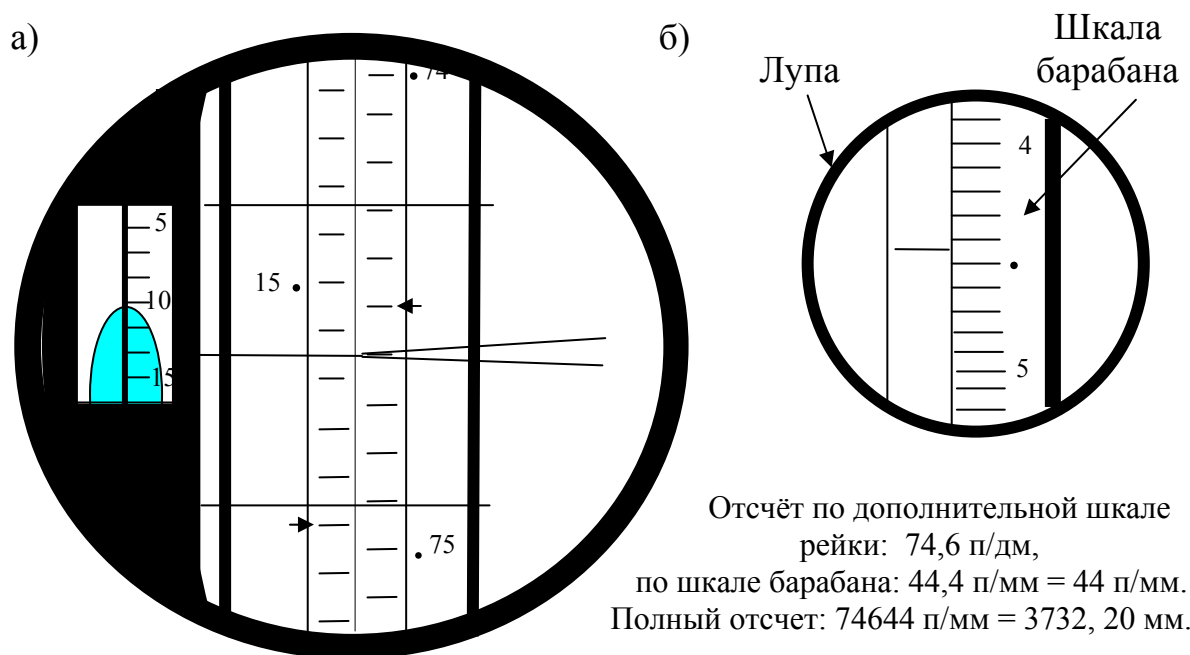 а)
74
5
15
10
15
75
б)
Шкала
барабана
Лупа
4
5
Отсчёт по дополнительной шкале
рейки: 74,6 п/дм,
по шкале барабана: 44,4 п/мм = 44 п/мм.
Полный отсчет: 74644 п/мм = 3732, 20 мм.